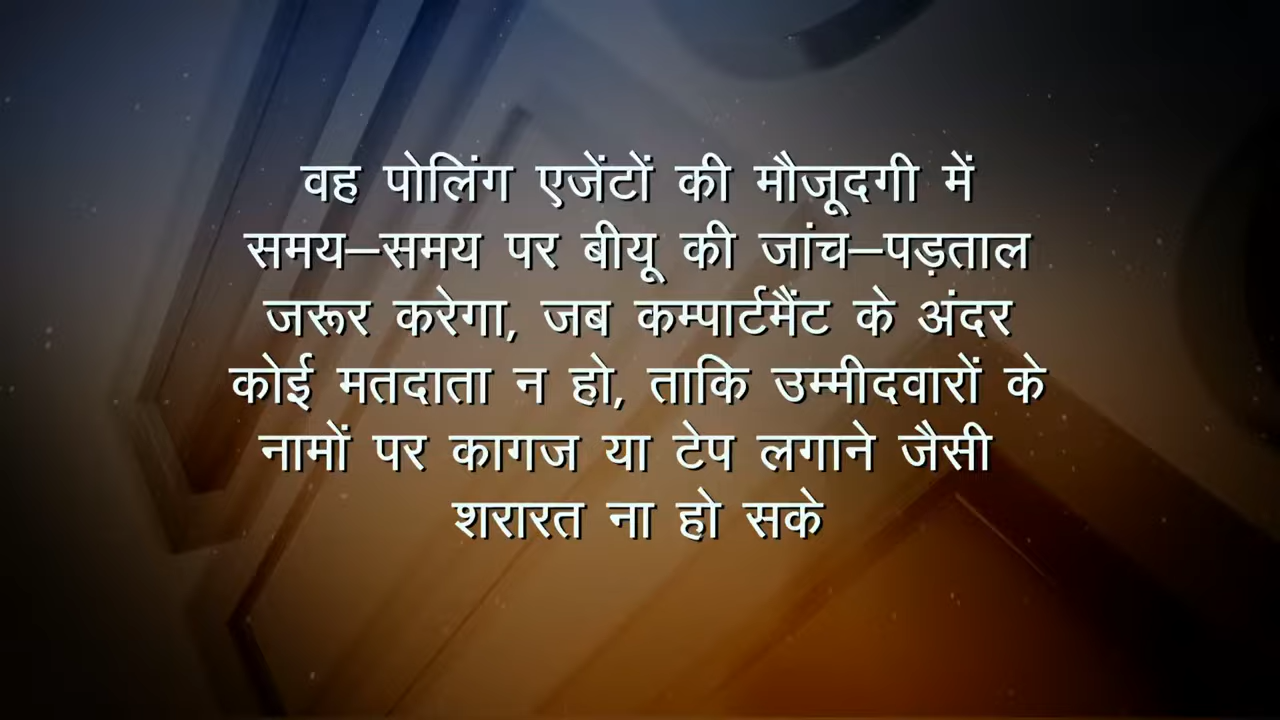 वह पोलिंग एजेंटों की मौजूदगी में
समय–समय पर बीयू की जांच–पड़ताल
जरूर करेगा, जब कम्पार्टमैंट के अंदर
कोई मतदाता न हो, ताकि उम्मीदवारों के
नामों पर कागज या टेप लगाने जैसी
शरारत ना हो सके